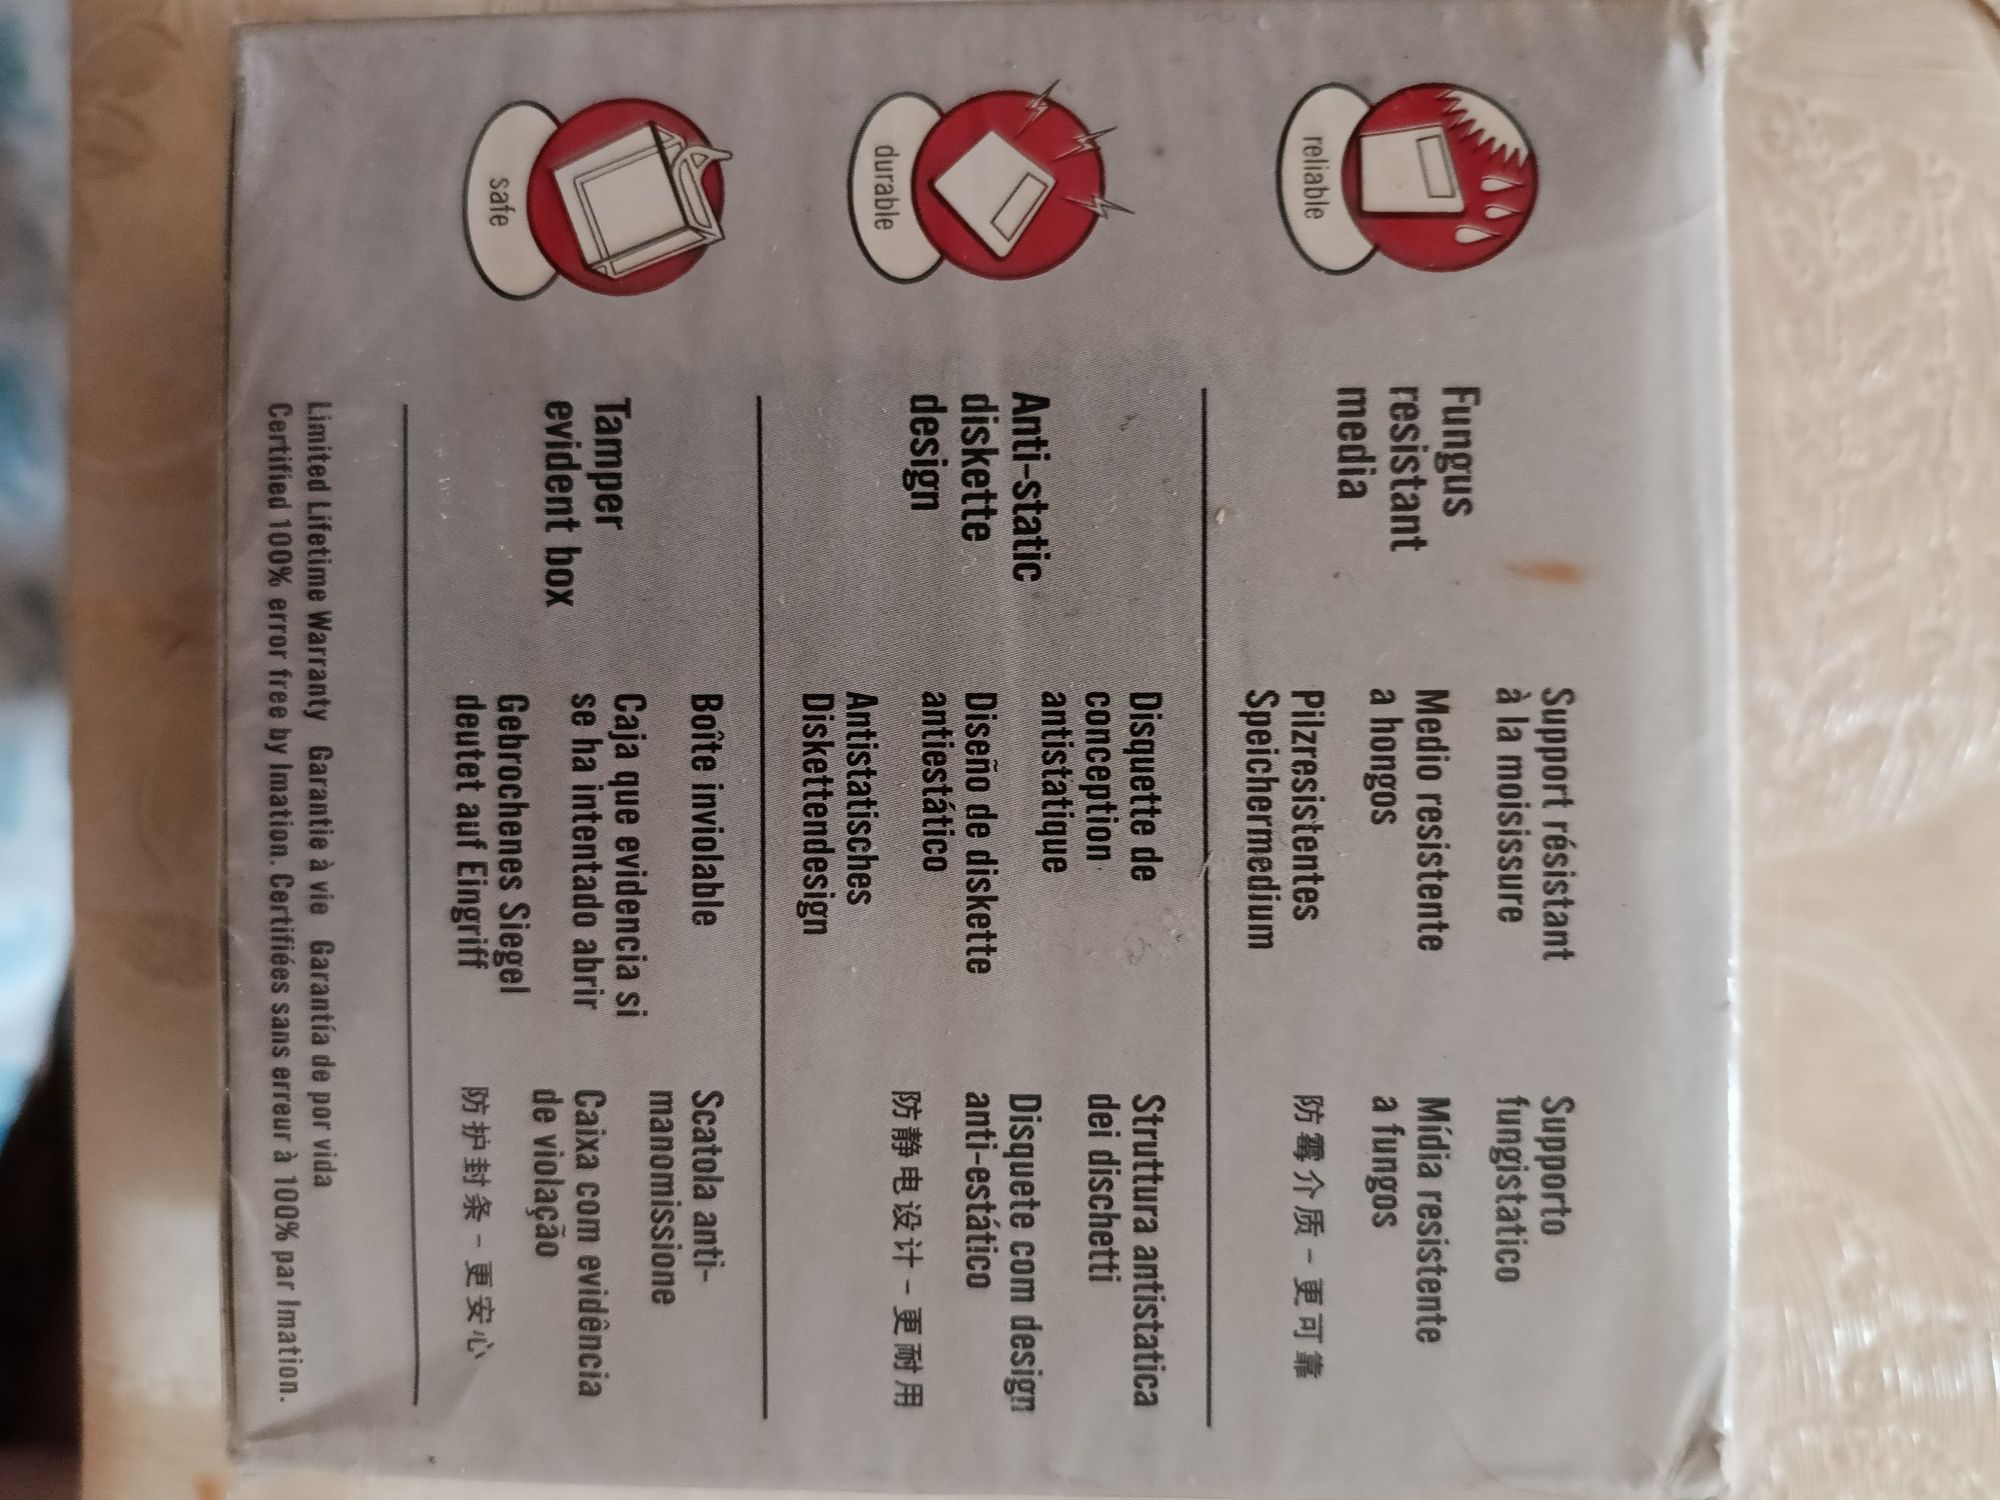 reliable
Fungus
resistant
media
Support résistant
à la moisissure
Medio resistente
a hongos
Pilzresistentes
Speichermedium
Supporto
fungistatico
Mídia resistente
a fungos
防霉介质-更可靠
durable
Anti-static
diskette
design
Disquette de
conception
antistatique
Diseño de diskette
antiestático
Antistatisches
Diskettendesign
Struttura antistatica
dei dischetti
Disquete com design
anti-estático
防静电设计-更耐用
safe
Tamper
evident box
Boîte inviolable
Caja que evidencia si
se ha intentado abrir
Gebrochenes Siegel
deutet auf Eingriff
Scatola anti-
manomissione
Caixa com evidência
de violação
防护封条-更安心
Limited Lifetime Warranty Garantie à vie Garantía de por vida
Certified 100% error free by Imation. Certifiées sans erreur à 100% par Imation.